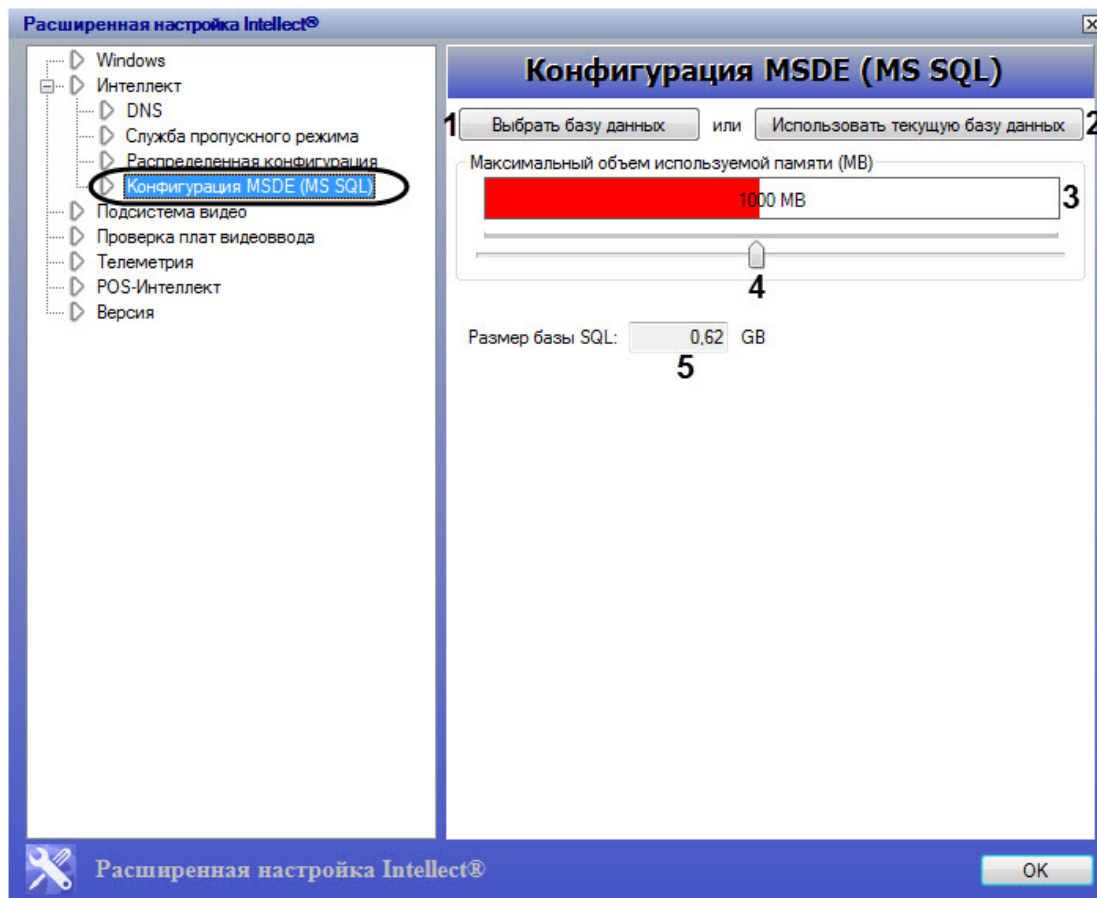 Расширенная настройка Intellect®
Windows
Интеллект
DNS
Служба пропускного режима
Распределенная конфигурация
Конфигурация MSDE (MS SQL)
Подсистема видео
Проверка плат видеоввода
Телеметрия
POS-Интеллект
Версия
Конфигурация MSDE (MS SQL)
1 Выбрать базу данных или Использовать текущую базу данных 2
Максимальный объем используемой памяти (MB)
1000 MB 3
4
Размер базы SQL: 0,62 GB
5
Расширенная настройка Intellect®
OK